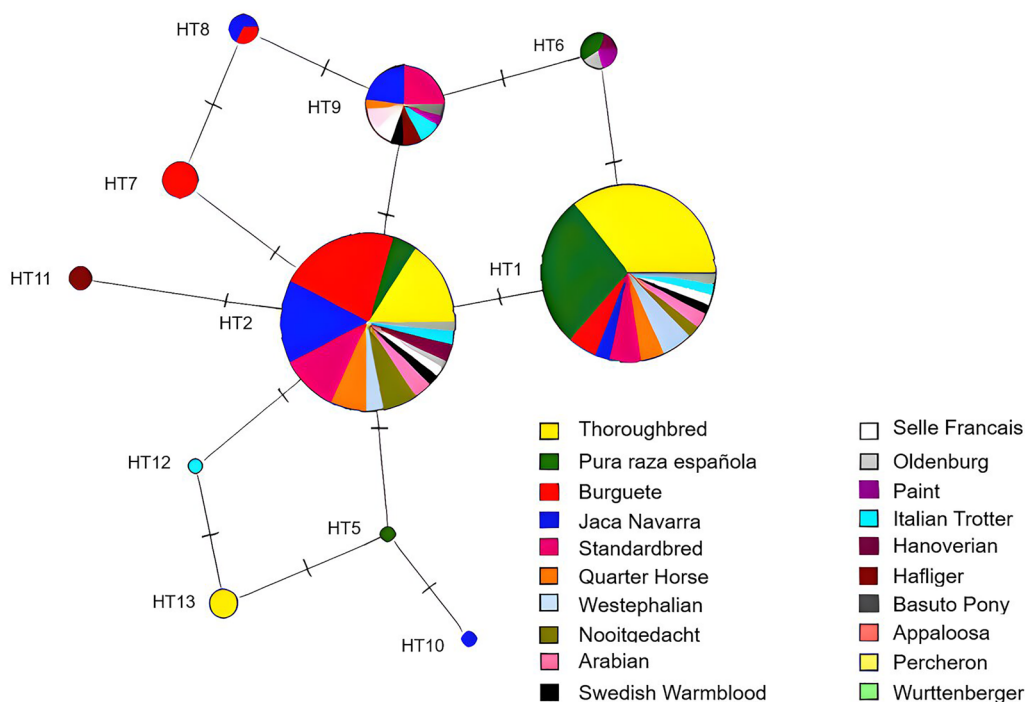 HT8
HT6
HT9
HT7
HT1
HT11
HT2
HT12
HT5
HT13
HT10
Thoroughbred
Pura raza española
Burguete
Jaca Navarra
Standardbred
Quarter Horse
Westephalian
Nooitgedacht
Arabian
Swedish Warmblood
Selle Francais
Oldenburg
Paint
Italian Trotter
Hanoverian
Hafliger
Basuto Pony
Appaloosa
Percheron
Wurttenberger